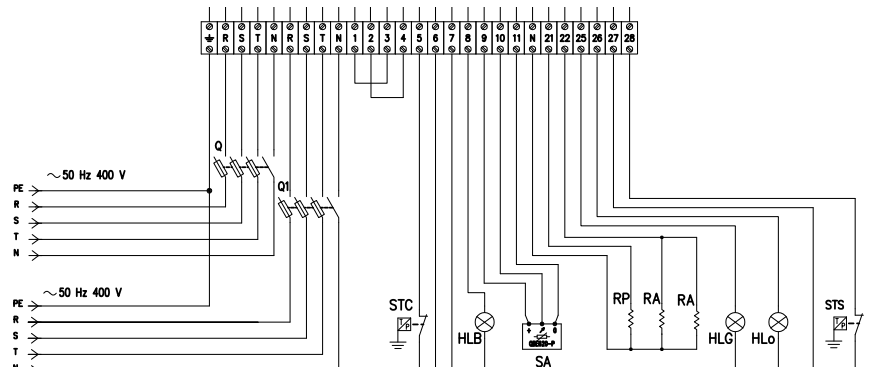 R S T N R S T N 1 2 3 4 5 6 7 8 9 10 11 N 21 22 25 26 27 28
Q
~50 Hz 400 V
PE
Q1
R
S
T
N
~50 Hz 400 V
PE
RP RA RA
STC
STS
R
+ 0
S
HLB
HLG HLo
T
SA